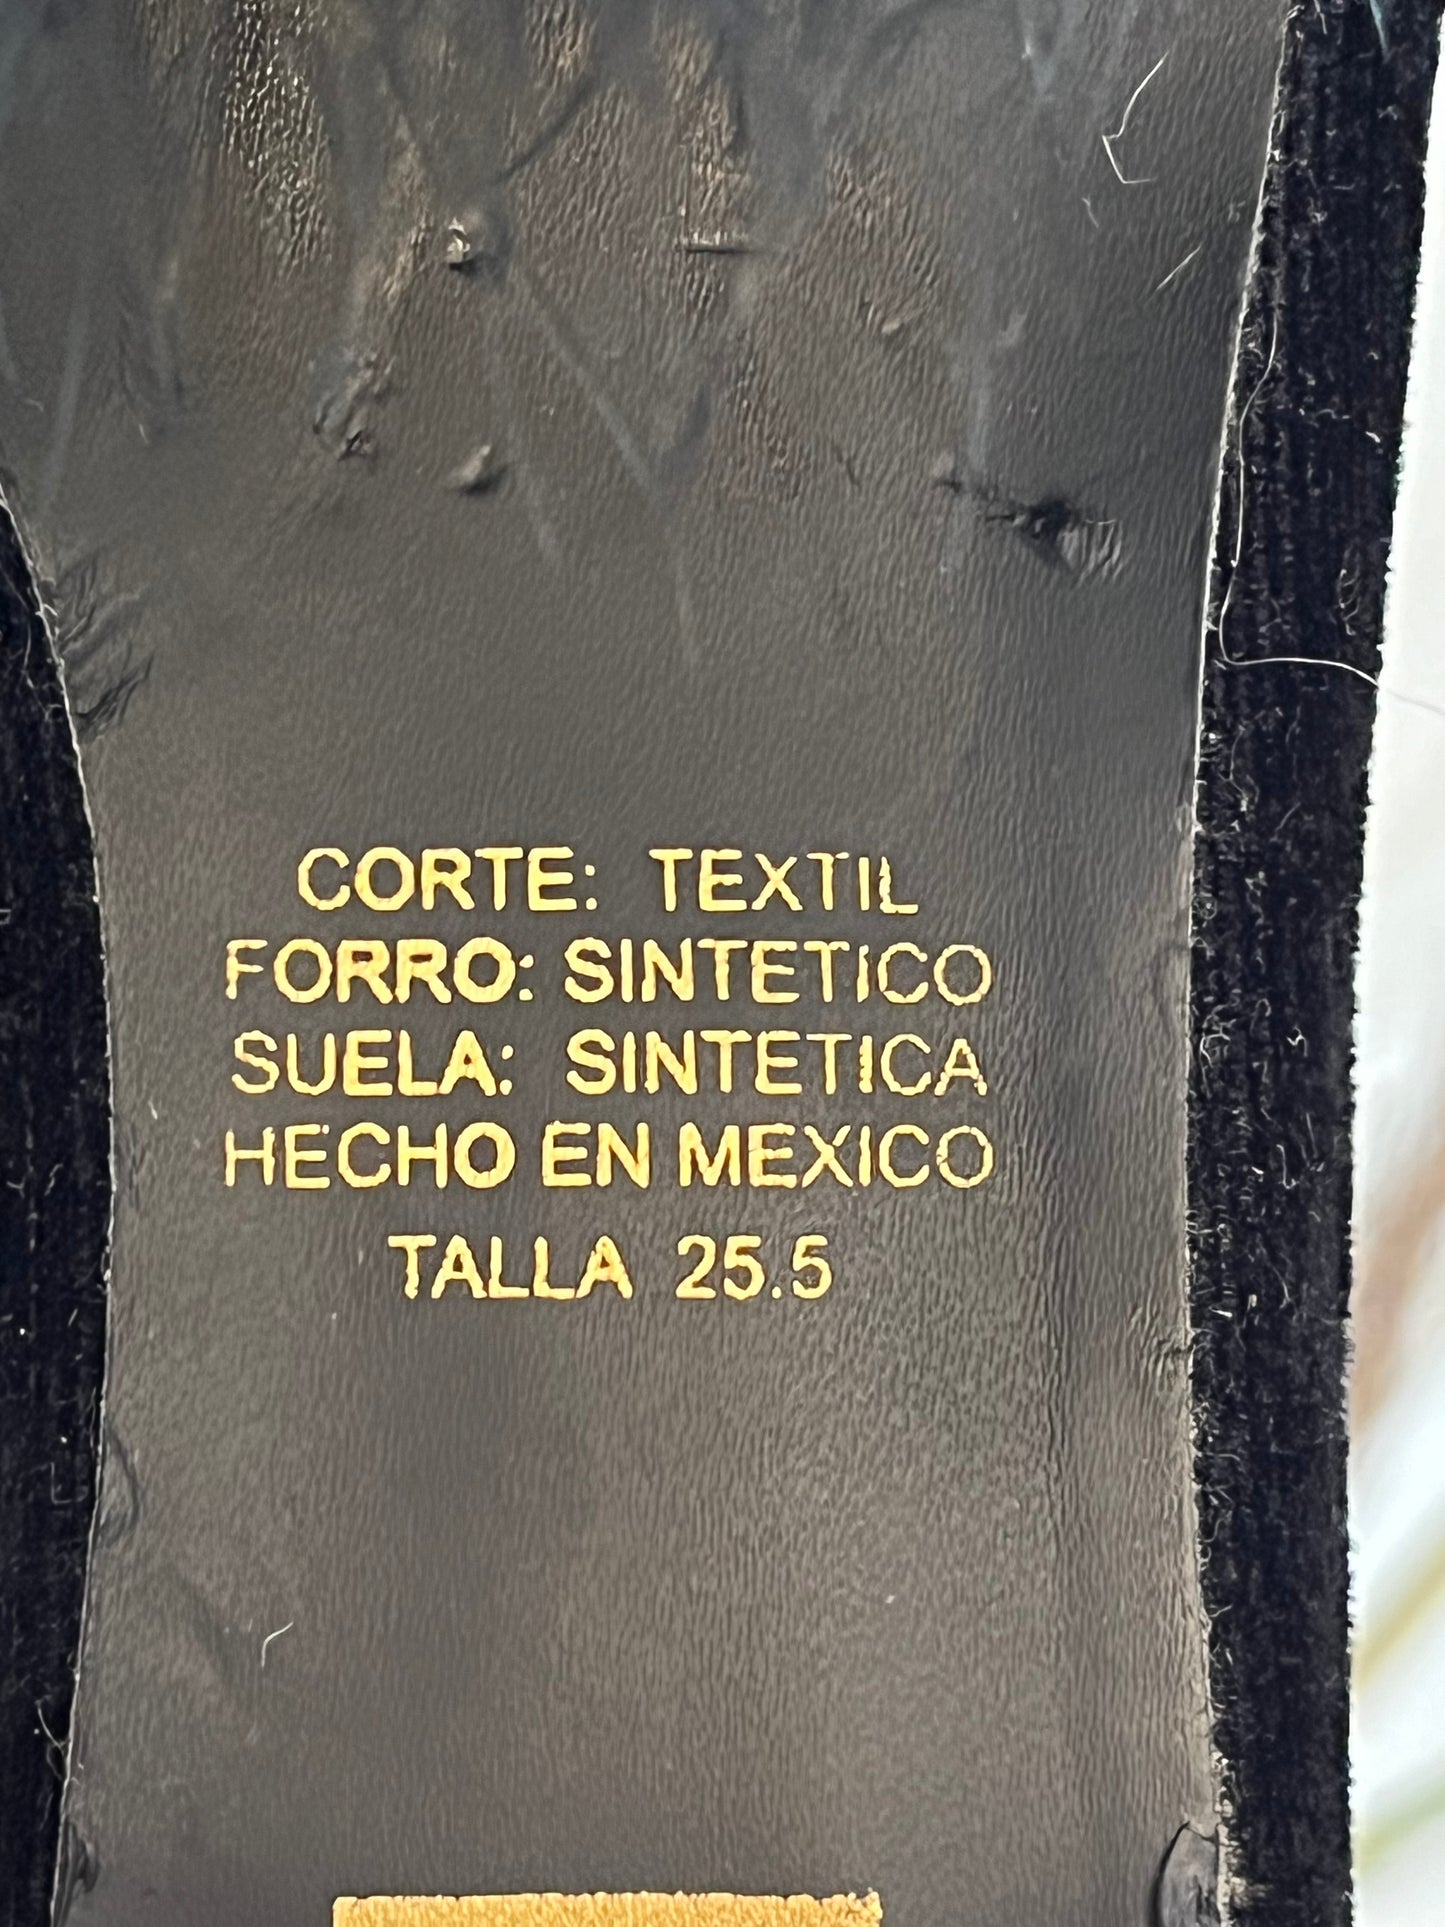 CORTE: TEXTIL
FORRO: SINTETICO
SUELA: SINTETICA
HECHO EN MEXICO
TALLA 25.5